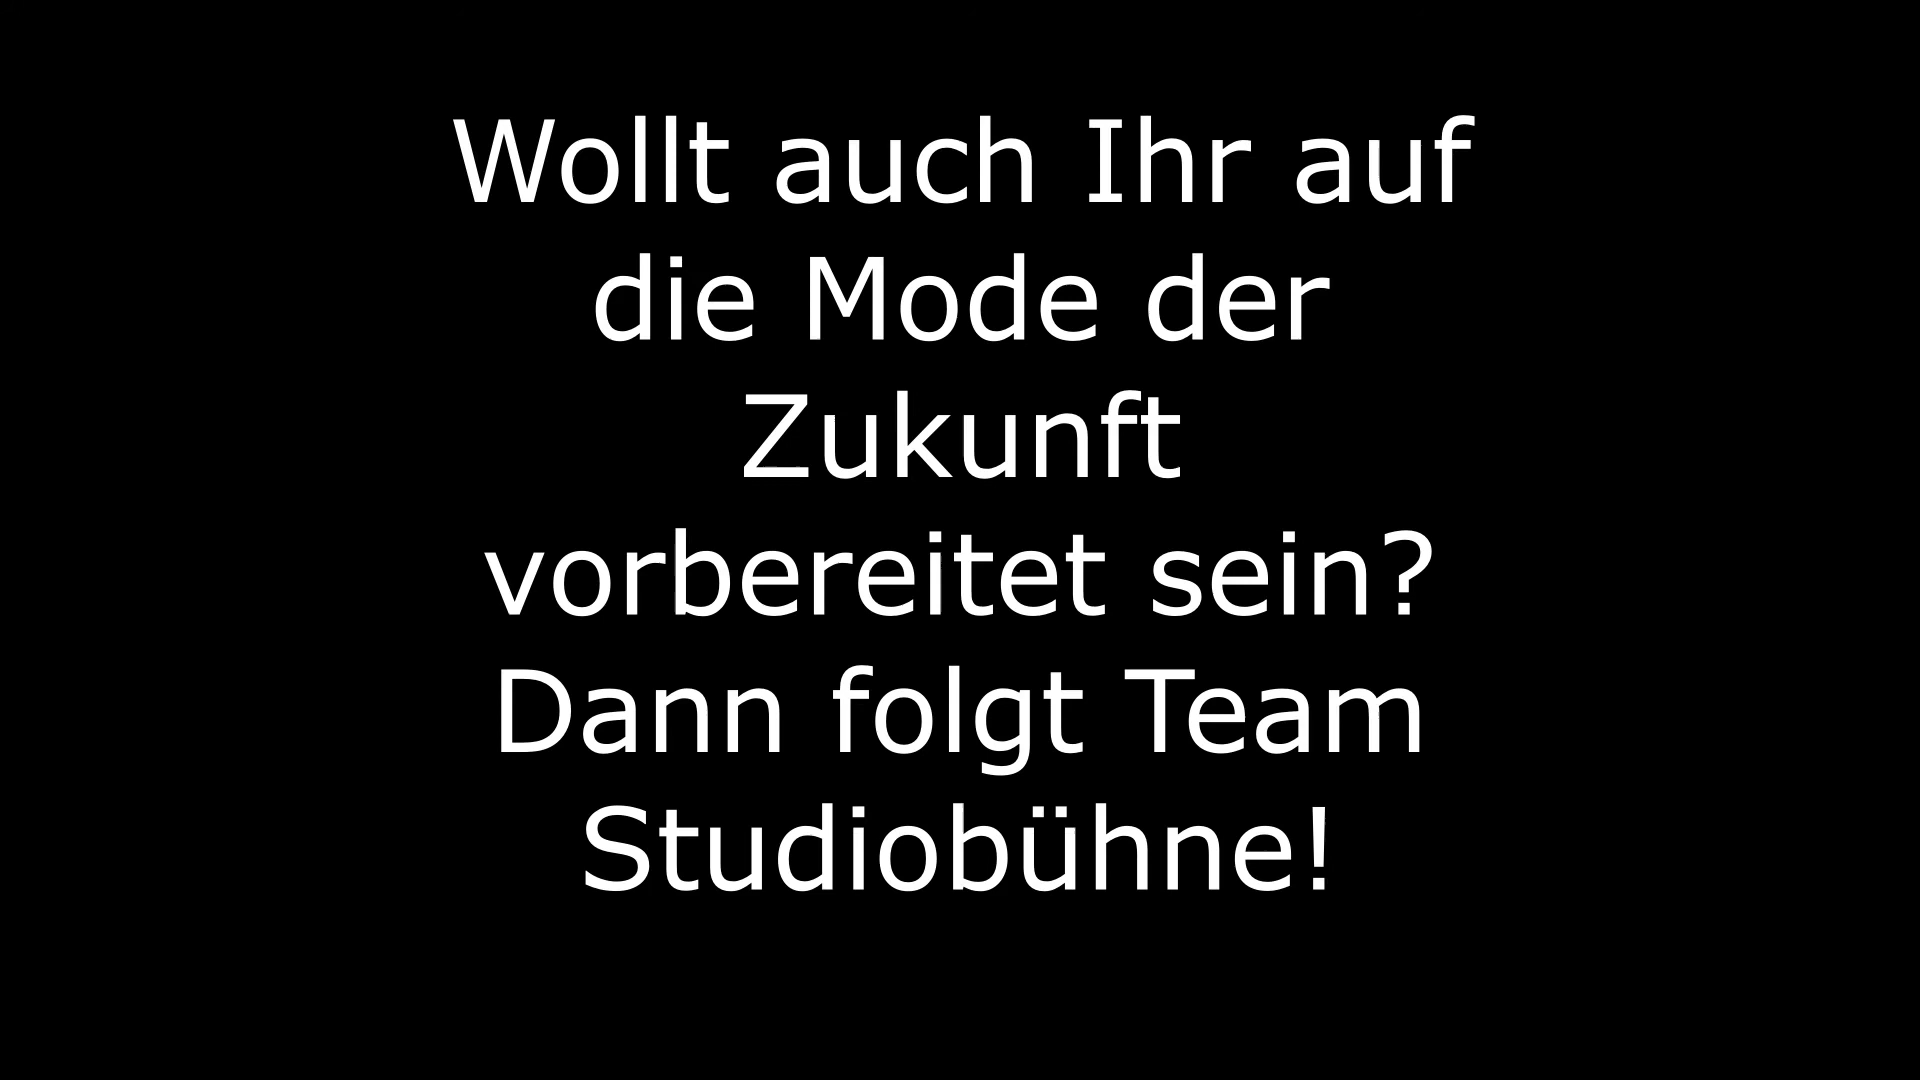 Wollt auch Ihr auf
die Mode der
Zukunft
vorbereitet sein?
Dann folgt Team
Studiobühne!